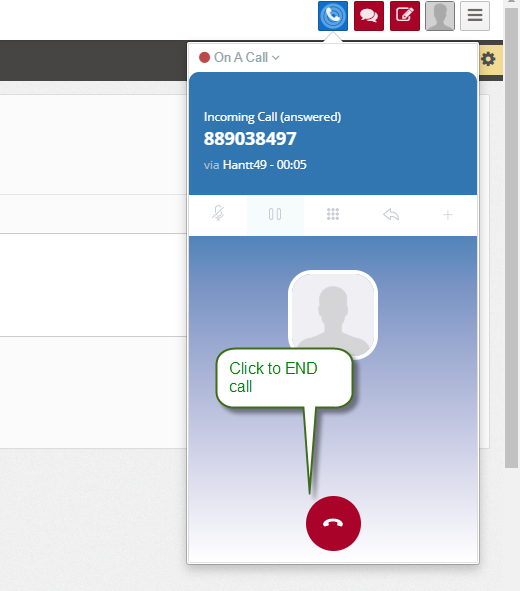 On A Call
Incoming Call (answered)
889038497
via Hantt49 - 00:05
Click to END
call